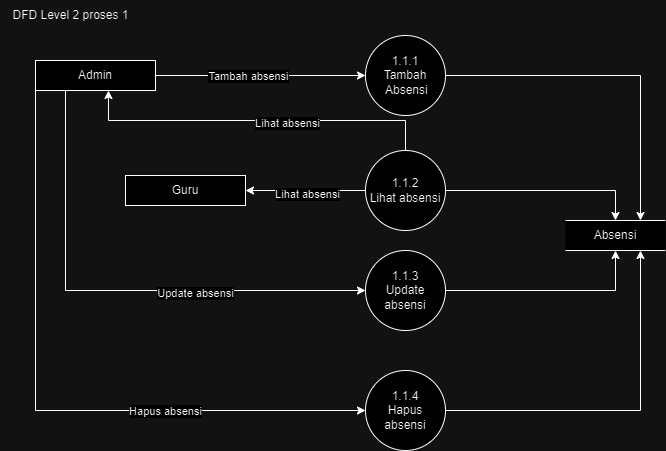 DFD Level 2 proses 1
Admin
Tambah absensi
1.1.1
Tambah
Absensi
Lihat absensi
Guru
Lihat absensi
1.1.2
Lihat absensi
Absensi
Update absensi
1.1.3
Update
absensi
Hapus absensi
1.1.4
Hapus
absensi